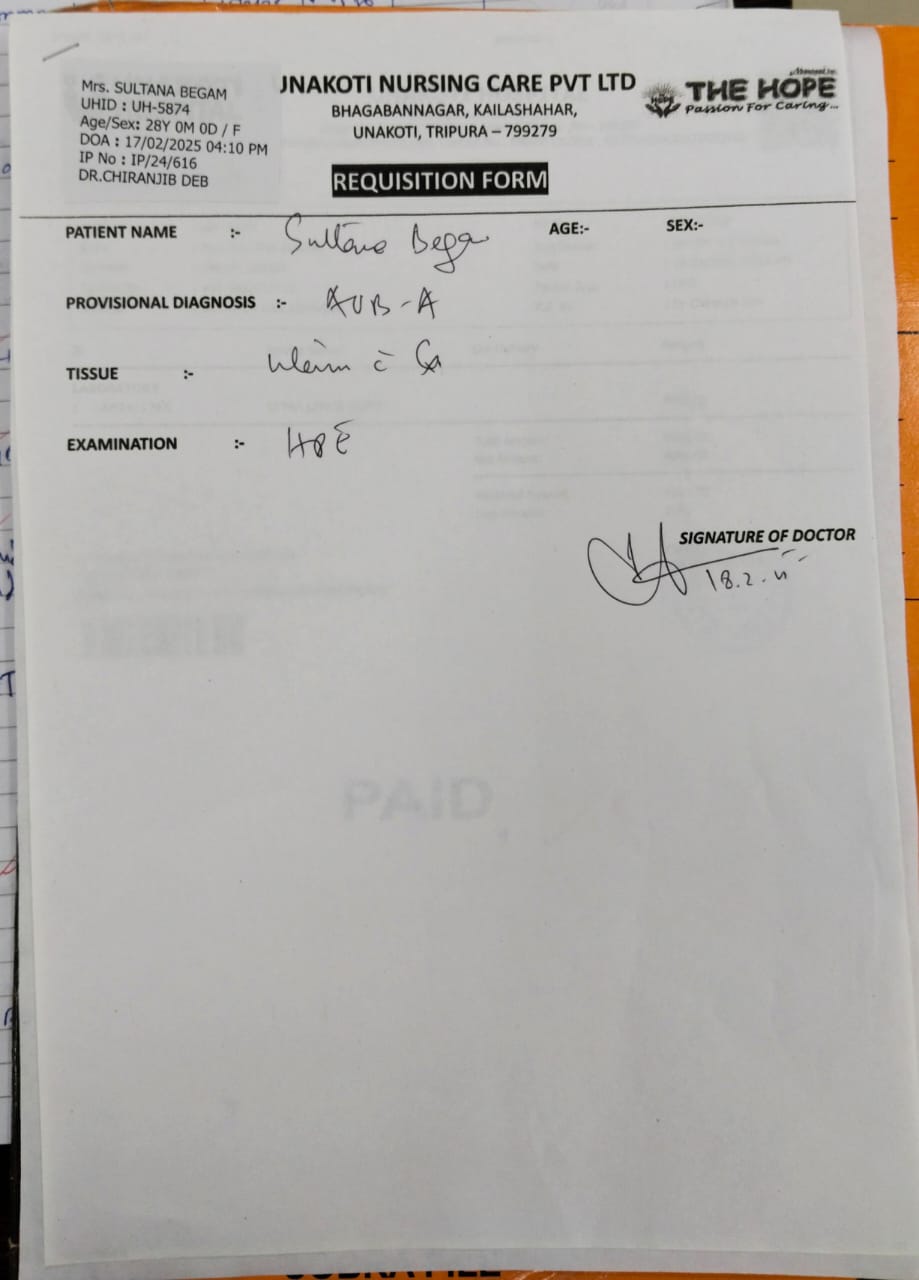 Mrs. SULTANA BEGAM
UHID : UH-5874
Age/Sex: 28Y 0M 0D / F
DOA : 17/02/2025 04:10 PM
IP No : IP/24/616
DR.CHIRANJIB DEB
UNAKOTI NURSING CARE PVT LTD
BHAGABANNAGAR, KAILASHAHAR,
UNAKOTI, TRIPURA – 799279
THE HOPE
Passion For Caring...
REQUISITION FORM
PATIENT NAME :- Sultana Begam AGE:- SEX:-
PROVISIONAL DIAGNOSIS :- AUB-A
TISSUE :-
EXAMINATION :- HPE
SIGNATURE OF DOCTOR
18.2.
PAID